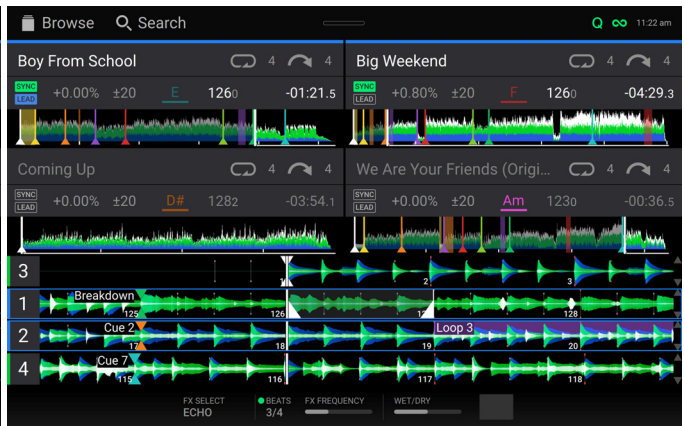 Browse Search Q 11:22 am
Boy From School 4 4
Big Weekend 4 4
SYNC LEAD +0.00% ±20 E 1260 -01:21.5
SYNC LEAD +0.80% ±20 F 1260 -04:29.3
Coming Up 4 4
We Are Your Friends (Origi... 4 4
SYNC LEAD +0.00% ±20 D# 1282 -03:54.1
SYNC LEAD +0.00% ±20 Am 1230 -00:36.5
3 1 2 3
1 Breakdown 125 126 128
2 Cue 2 17 18 19 Loop 3 20
4 Cue 7 115 116 117 118
FX SELECT BEATS FX FREQUENCY WET/DRY
ECHO 3/4